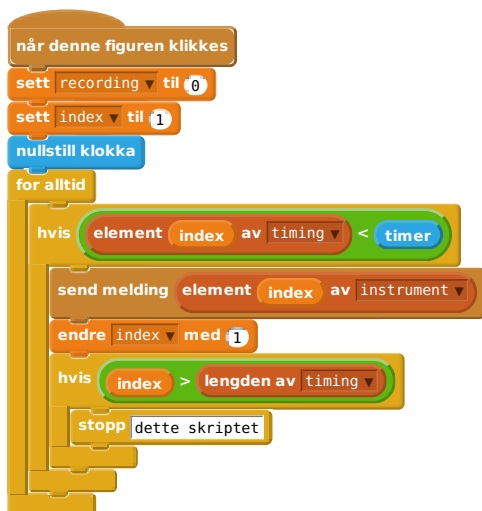 når denne figuren klikkes
sett recording til 0
sett index til 1
nullstill klokka
for alltid
hvis element index av timing < timer
send melding element index av instrument
endre index med 1
hvis index > lengden av timing
stopp dette skriptet